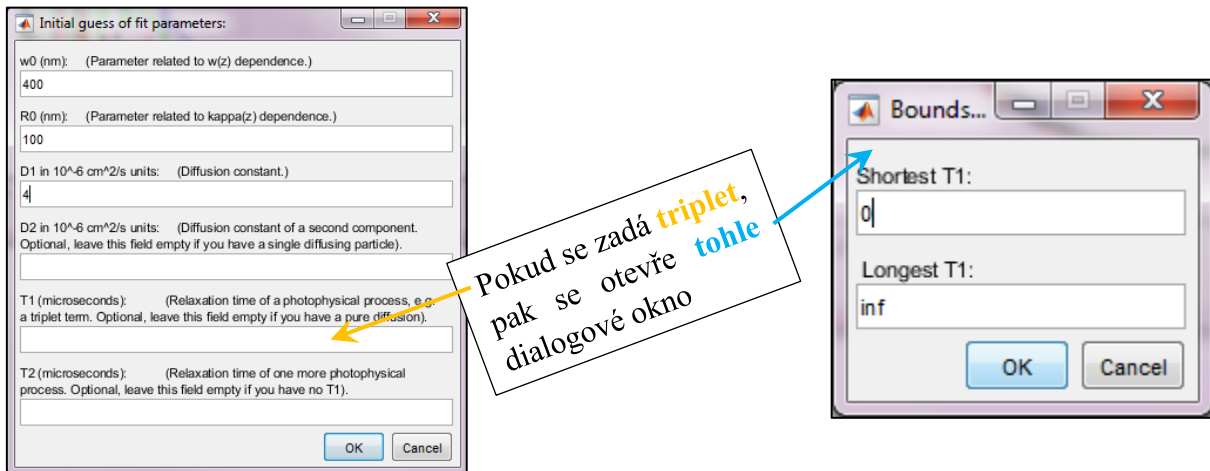 Initial guess of fit parameters:
w0 (nm): (Parameter related to w(z) dependence.)
400
R0 (nm): (Parameter related to kappa(z) dependence.)
100
D1 in 10^-6 cm^2/s units: (Diffusion constant.)
4
D2 in 10^-6 cm^2/s units: (Diffusion constant of a second component.
Optional, leave this field empty if you have a single diffusing particle).
T1 (microseconds): (Relaxation time of a photophysical process, e.g.
a triplet term. Optional, leave this field empty if you have a pure diffusion).
T2 (microseconds): (Relaxation time of one more photophysical
process. Optional, leave this field empty if you have no T1).
OK Cancel
Pokud se zadá triplet,
pak se otevře tohle
dialogové okno
Bounds...
Shortest T1:
0
Longest T1:
inf
OK Cancel